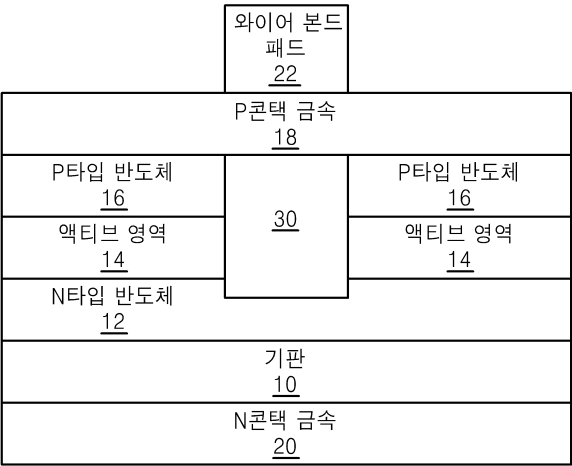 와이어 본드
패드
22
P콘택 금속
18
P타입 반도체
16
30
P타입 반도체
16
액티브 영역
14
액티브 영역
14
N타입 반도체
12
기판
10
N콘택 금속
20